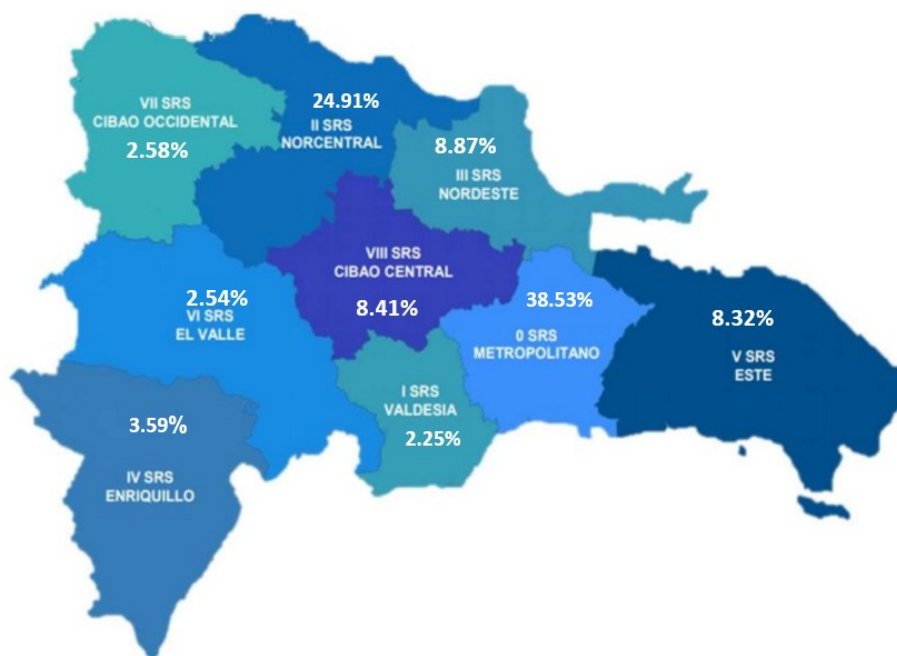 VII SRS
CIBAO OCCIDENTAL
2.58%
24.91%
II SRS
NORCENTRAL
8.87%
III SRS
NORDESTE
VIII SRS
CIBAO CENTRAL
8.41%
2.54%
VI SRS
EL VALLE
38.53%
0 SRS
METROPOLITANO
8.32%
V SRS
ESTE
I SRS
VALDESIA
2.25%
3.59%
IV SRS
ENRIQUILLO